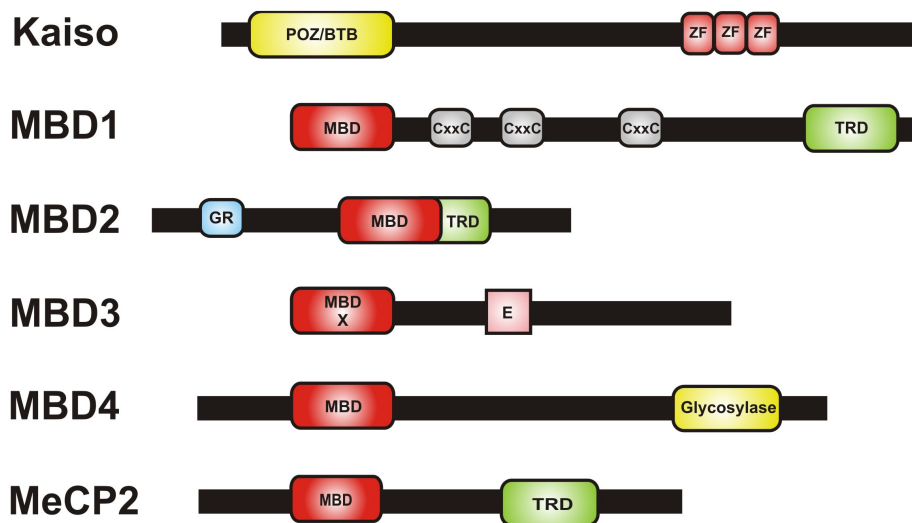 Kaiso POZ/BTB ZF ZF ZF
MBD1 MBD CxxC CxxC CxxC TRD
MBD2 GR MBD TRD
MBD3 MBD
X E
MBD4 MBD Glycosylase
MeCP2 MBD TRD